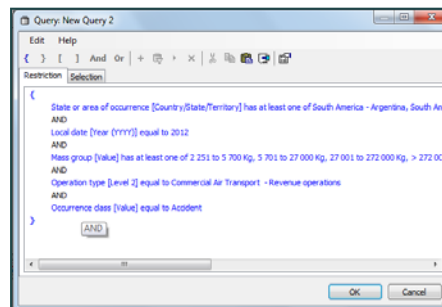 Query: New Query 2
Edit Help
{ } [ ] And Or
Restriction Selection
{
State or area of occurrence [Country/State/Territory] has at least one of South America - Argentina, South Am
AND
Local date [Year (YYYY)] equal to 2012
AND
Mass group [Value] has at least one of 2 251 to 5 700 Kg, 5 701 to 27 000 Kg, 27 001 to 272 000 Kg, > 272 00
AND
Operation type [Level 2] equal to Commercial Air Transport - Revenue operations
AND
Occurrence class [Value] equal to Accident
}
AND
OK Cancel